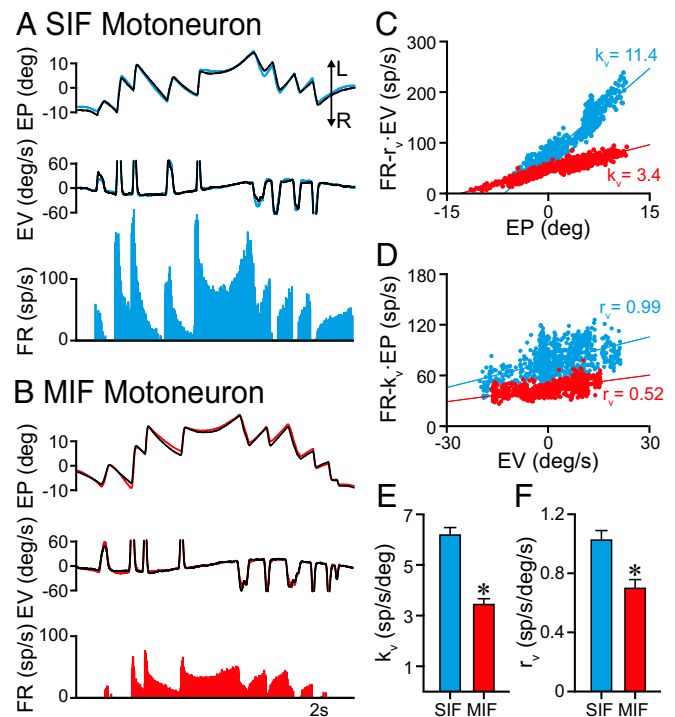 A SIF Motoneuron
EP (deg)
10
0
-10
L
R
EV (deg/s)
60
0
-60
FR (sp/s)
100
0
B MIF Motoneuron
EP (deg)
10
0
-10
EV (deg/s)
60
0
-60
FR (sp/s)
100
0
2s
C
FR-rv·EV (sp/s)
300
200
100
50
0
kv= 11.4
kv= 3.4
-15
0
15
EP (deg)
D
FR-kv·EP (sp/s)
180
120
60
0
rv= 0.99
rv= 0.52
-30
0
30
EV (deg/s)
E
kv (sp/s/deg)
7
5
3
1
*
SIF MIF
F
rv (sp/s/deg/s)
1.2
0.8
0.4
0
*
SIF MIF